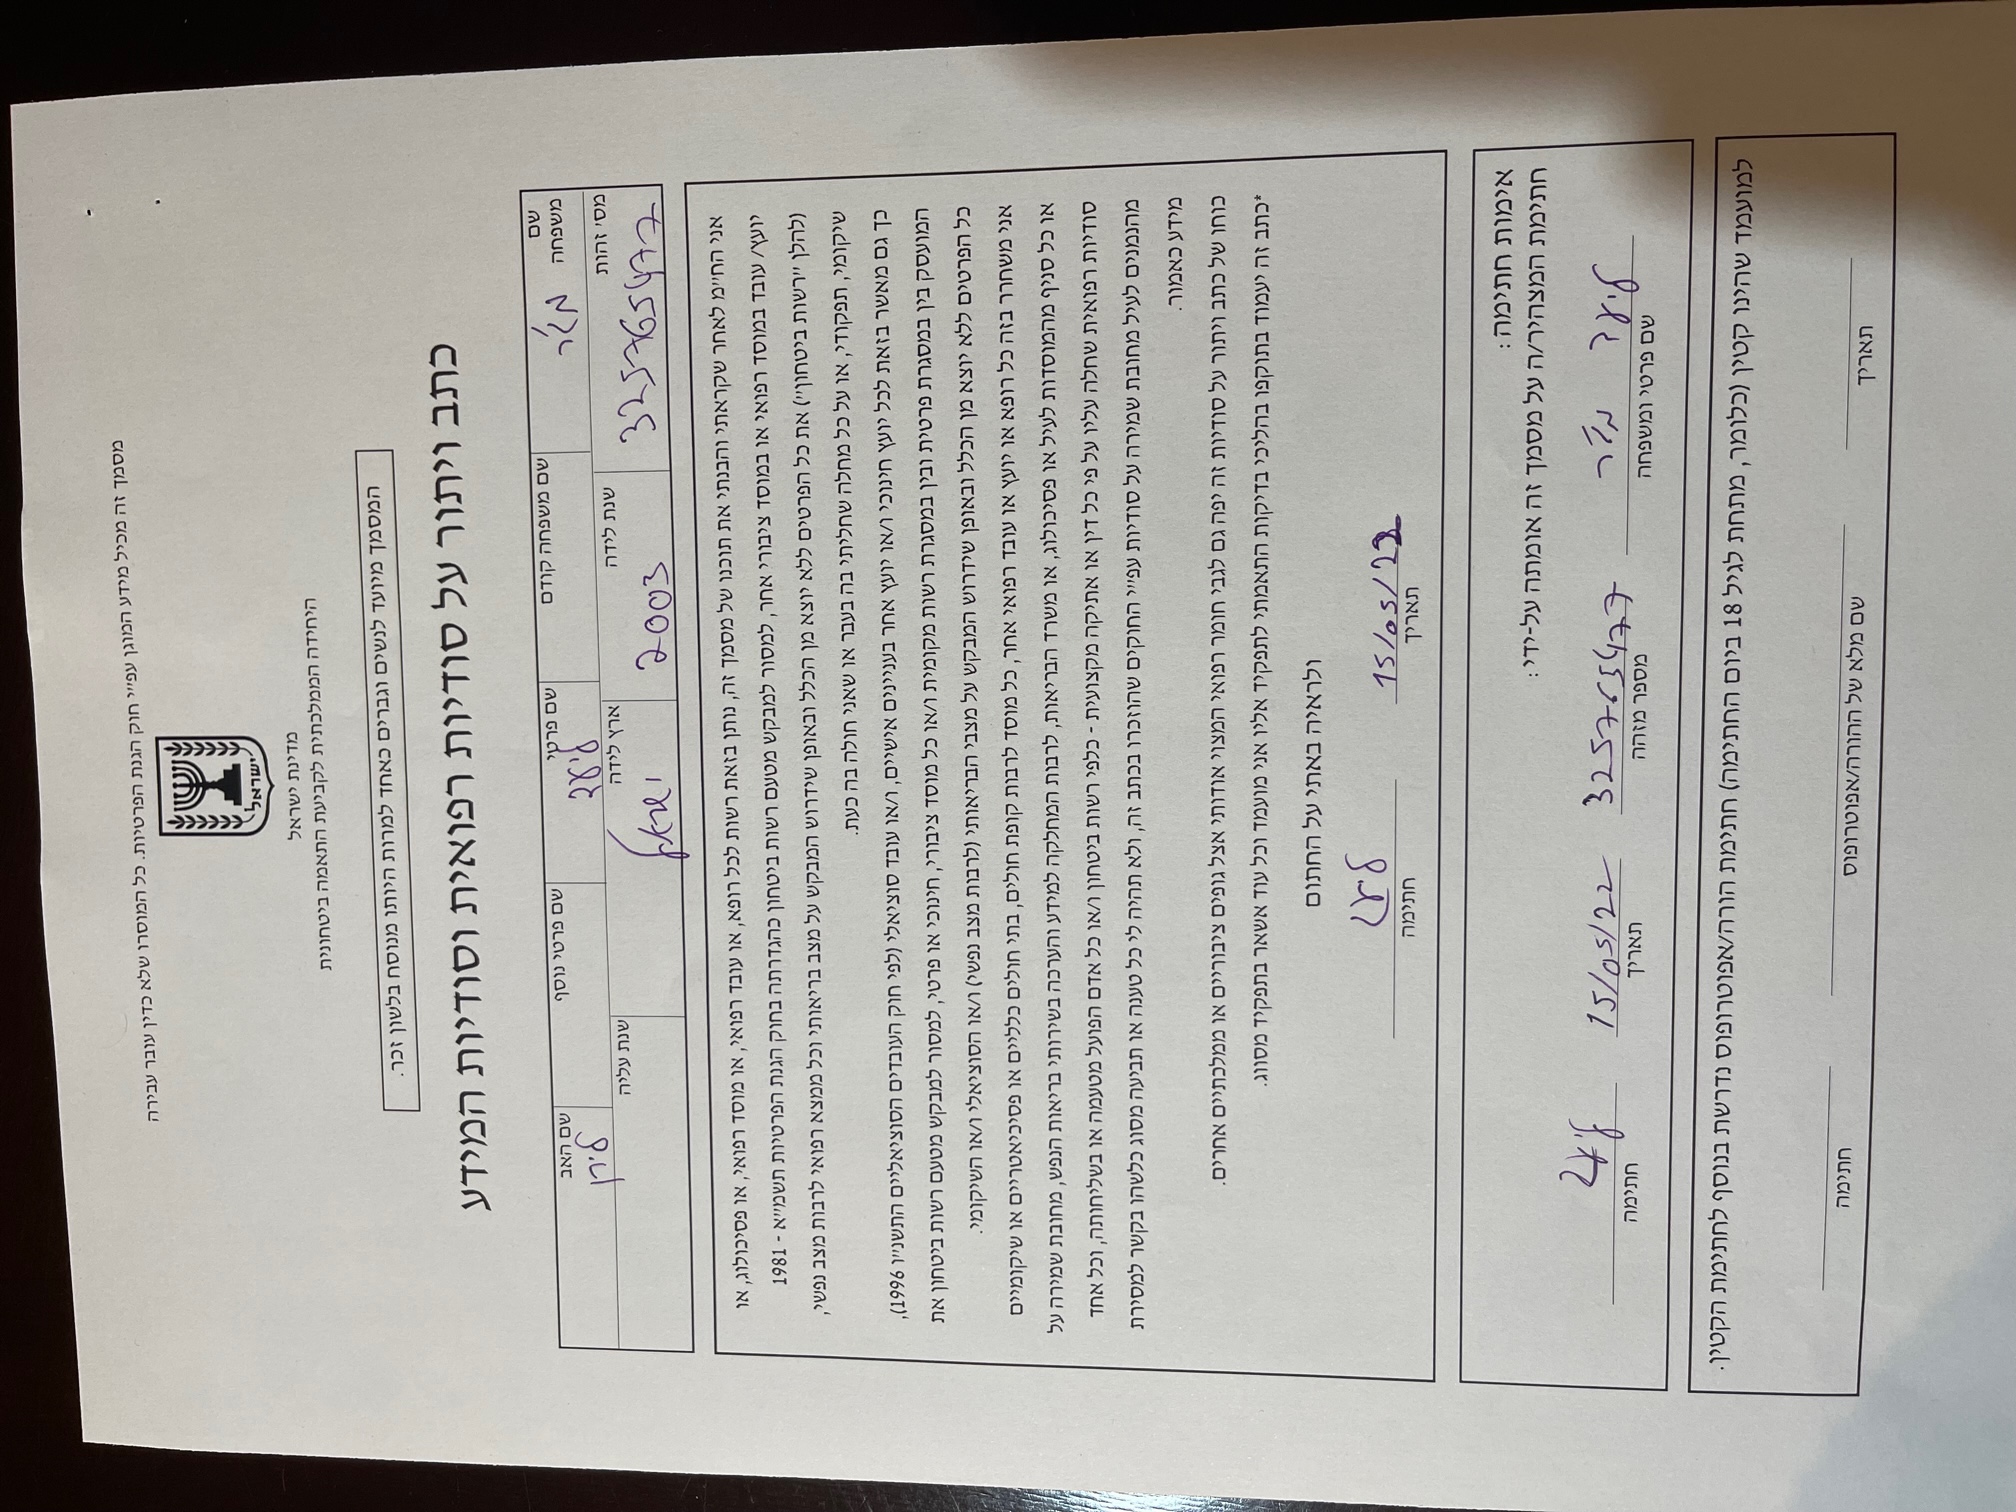 מסמך זה מכיל מידע המוגן עפ״י חוק הגנת הפרטיות. כל המוסרו שלא כדין עובר עבירה
ישראל
מדינת ישראל
היחידה הממלכתית לקביעת התאמה ביטחונית
המסמך מיועד לנשים וגברים כאחד למרות היותו מנוסח בלשון זכר.
כתב ויתור על סודיות רפואית וסודיות המידע
שם משפחה שם משפחה קודם שם פרטי שם פרטי נוסף שם האב
מס׳ זהות שנת לידה ארץ לידה שנת עליה
2003 ישראל
אני החיימ לאחר שקראתי והבנתי את תוכנו של מסמך זה, נותן בזאת רשות לכל רופא, או עובד רפואי, או מוסד רפואי, או פסיכולוג, או
יועץ/ עובד במוסד רפואי או במוסד ציבורי אחר, למסור למבקש מטעם רשות ביטחון כהגדרתה בחוק הגנת הפרטיות תשמ״א - 1981
(להלן ״רשות ביטחון״) את כל הפרטים ללא יוצא מן הכלל ובאופן שידרוש המבקש על מצב בריאותי וכל ממצא רפואי לרבות מצב נפשי,
שיקומי, תפקודי, או על כל מחלה שחליתי בה בעבר או שאני חולה בה כעת.
כך גם מאשר בזאת לכל יועץ חינוכי ו/או יועץ אחר בעניינים אישיים, ו/או עובד סוציאלי (לפי חוק העובדים הסוציאליים התשנ״ו 1996),
המועסק בין במסגרת פרטית ובין במסגרת רשות מקומית ו/או כל מוסד ציבורי, חינוכי או פרטי, למסור למבקש מטעם רשות ביטחון את
כל הפרטים ללא יוצא מן הכלל ובאופן שידרוש המבקש על מצבי הבריאותי (לרבות מצב נפשי) ו/או הסוציאלי ו/או השיקומי.
אני משחרר בזה כל רופא או יועץ או עובד רפואי אחר, כל מוסד לרבות קופת חולים, בתי חולים כלליים או פסיכיאטריים או שיקומיים
או כל סניף מהמוסדות לעיל או פסיכולוג, או משרד הבריאות, לרבות המחלקה למידע והערכה בשירותי בריאות הנפש, מחובת שמירה על
סודיות רפואית שחלה עליו על פי כל דין או אתיקה מקצועית - כלפי רשות ביטחון ו/או כל אדם הפועל מטעמה או בשליחותה, וכל אחד
מהנמנים לעיל מחובת שמירה על סודיות עפ״י החוקים שהוזכרו בכתב זה, ולא תהיה לי כל טענה או תביעה מסוג כלשהו בקשר למסירת
מידע כאמור.
כוחו של כתב ויתור על סודיות זה יפה גם לגבי חומר רפואי המצוי אודותי אצל גופים ציבוריים או ממלכתיים אחרים.
*כתב זה יעמוד בתוקפו בהליכי בדיקות התאמתי לתפקיד אליו אני מועמד וכל עוד אשאר בתפקיד מסווג.
ולראיה באתי על החתום
15/05/22
תאריך חתימה
אימות חתימה:
חתימת המצהיר/ה על מסמך זה אומתה על-ידי:
15/05/22
שם פרטי ומשפחה מספר מזהה תאריך חתימה
למועמד שהינו קטין (כלומר, מתחת לגיל 18 ביום החתימה) חתימת הורה/אפוטרופוס נדרשת בנוסף לחתימת הקטין.
תאריך שם מלא של ההורה/אפוטרופוס חתימה